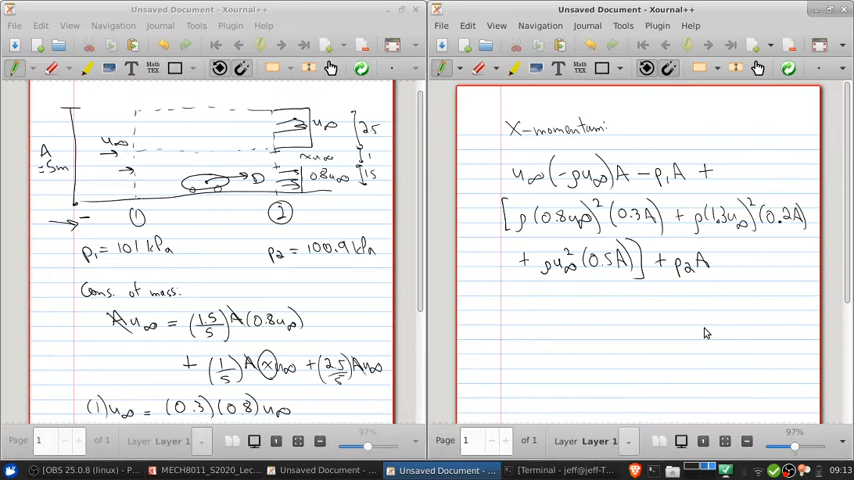 Unsaved Document - Xournal++
File Edit View Navigation Journal Plugin Help
MATH TEX
A = 5m
u∞
u∞
xu∞
0.8u∞
D
2.5
1
1.5
①
②
p₁ = 101 kPa
p₂ = 100.9 kPa
Cons. of mass:
A u∞ = (1.5/5) A (0.8u∞)
+ (1/5) A (x) u∞ + (2.5/5) A u∞
(1) u∞ = (0.3)(0.8) u∞
Page 1 of 1 Layer Layer 1 97%
Unsaved Document - Xournal++
File Edit View Navigation Journal Tools Plugin Help
MATH TEX
X-momentum:
u∞(-ρu∞)A - p₁A +
[ρ(0.8u∞)²(0.3A) + ρ(1.3u∞)²(0.2A)
+ ρu∞²(0.5A)] + p₂A
Page 1 of 1 Layer Layer 1 97%
[OBS 25.0.8 (linux) - P... MECH8011_S2020_Lec... Unsaved Document - ... Unsaved Document - ... [Terminal - jeff@jeff-T... 09:13